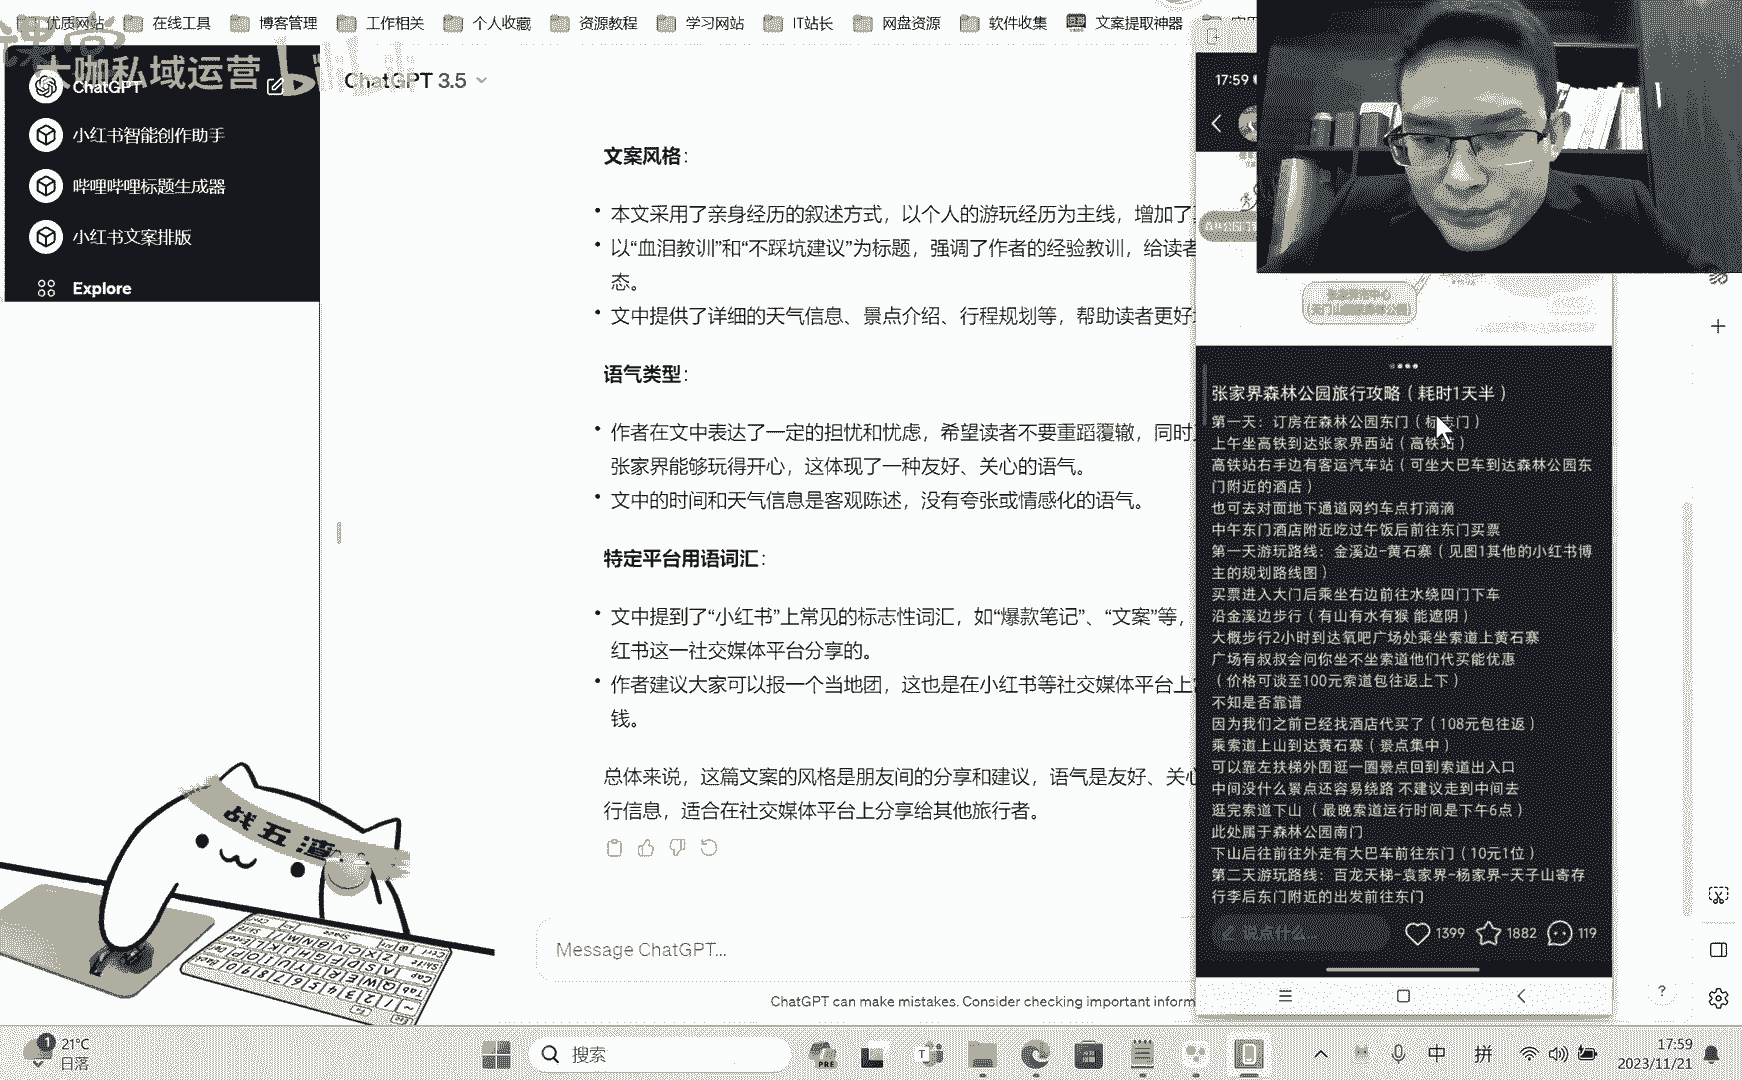 优质网站
在线工具
博客管理
工作相关
个人收藏
资源教程
学习网站
IT站长
网盘资源
软件收集
文案提取神器
课堂
大咖私域运营
ChatGPT
小红书智能创作助手
哔哩哔哩标题生成器
小红书文案排版
Explore
ChatGPT 3.5
文案风格：
本文采用了亲身经历的叙述方式，以个人的游玩经历为主线，增加了
以“血泪教训”和“不踩坑建议”为标题，强调了作者的经验教训，给读者
态。
文中提供了详细的天气信息、景点介绍、行程规划等，帮助读者更好
语气类型：
作者在文中表达了一定的担忧和忧虑，希望读者不要重蹈覆辙，同时
张家界能够玩得开心，这体现了一种友好、关心的语气。
文中的时间和天气信息是客观陈述，没有夸张或情感化的语气。
特定平台用语词汇：
文中提到了“小红书”上常见的标志性词汇，如“爆款笔记”、“文案”等，
红书这一社交媒体平台分享的。
作者建议大家可以报一个当地团，这也是在小红书等社交媒体平台上
钱。
总体来说，这篇文案的风格是朋友间的分享和建议，语气是友好、关心
行信息，适合在社交媒体平台上分享给其他旅行者。
Message ChatGPT...
ChatGPT can make mistakes. Consider checking important inform
17:59
张家界森林公园旅行攻略（耗时1天半）
第一天：订房在森林公园东门（标志门）
上午坐高铁到达张家界西站（高铁站）
高铁站右手边有客运汽车站（可坐大巴车到达森林公园东
门附近的酒店）
也可去对面地下通道网约车点打滴滴
中午东门酒店附近吃过午饭后前往东门买票
第一天游玩路线：金溪边-黄石寨（见图1其他的小红书博
主的规划路线图）
买票进入大门后乘坐右边前往水绕四门下车
沿金溪边步行（有山有水有猴 能遮阴）
大概步行2小时到达氧吧广场处乘坐索道上黄石寨
广场有叔叔会问你坐不坐索道他们代买能优惠
（价格可谈至100元索道包往返上下）
不知是否靠谱
因为我们之前已经找酒店代买了（108元包往返）
乘索道上山到达黄石寨（景点集中）
可以靠左扶梯外围逛一圈景点回到索道出入口
中间没什么景点还容易绕路 不建议走到中间去
逛完索道下山（最晚索道运行时间是下午6点）
此处属于森林公园南门
下山后往前往外走有大巴车前往东门（10元1位）
第二天游玩路线：百龙天梯-袁家界-杨家界-天子山寄存
行李后东门附近的出发前往东门
说点什么...
1399
1882
119
战五渣
21°C
日落
搜索
中
拼
17:59
2023/11/21